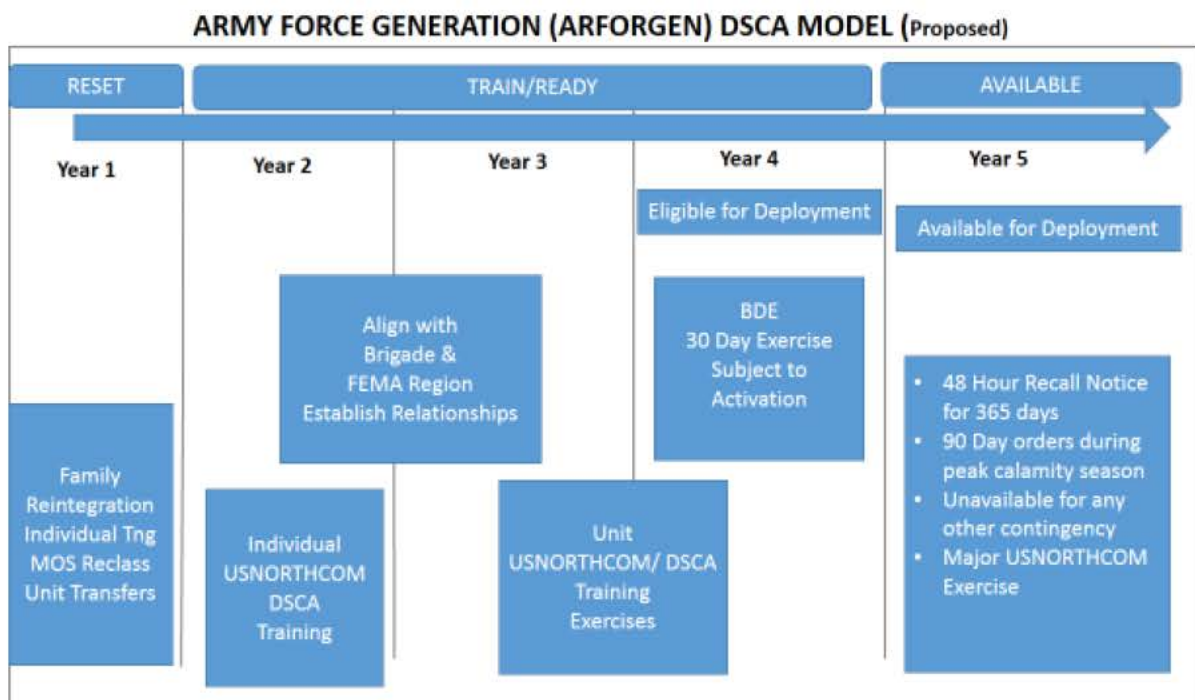 ARMY FORCE GENERATION (ARFORGEN) DSCA MODEL (Proposed)
RESET
TRAIN/READY
AVAILABLE
Year 1
Year 2
Year 3
Year 4
Year 5
Eligible for Deployment
Available for Deployment
Align with
Brigade &
FEMA Region
Establish Relationships
BDE
30 Day Exercise
Subject to
Activation
• 48 Hour Recall Notice
for 365 days
• 90 Day orders during
peak calamity season
• Unavailable for any
other contingency
• Major USNORTHCOM
Exercise
Family
Reintegration
Individual Tng
MOS Reclass
Unit Transfers
Individual
USNORTHCOM
DSCA
Training
Unit
USNORTHCOM/ DSCA
Training
Exercises